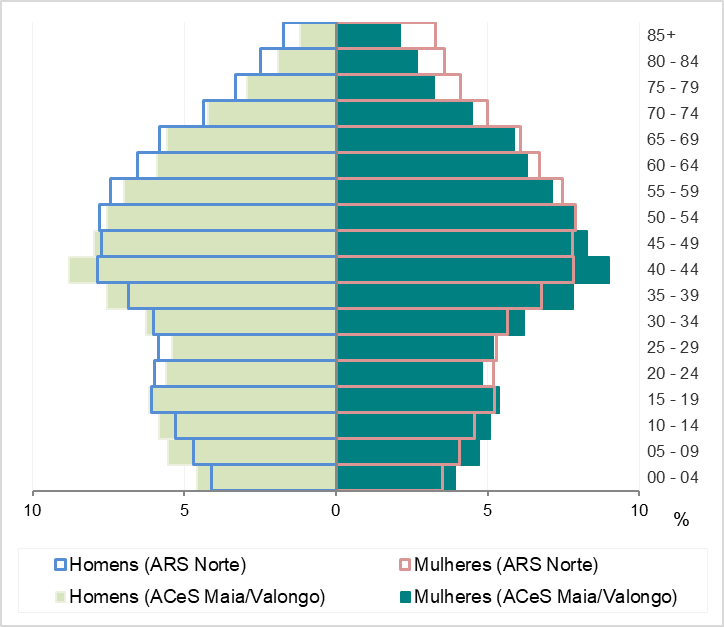 85+
80 - 84
75 - 79
70 - 74
65 - 69
60 - 64
55 - 59
50 - 54
45 - 49
40 - 44
35 - 39
30 - 34
25 - 29
20 - 24
15 - 19
10 - 14
05 - 09
00 - 04
10 5 0 5 10
%
Homens (ARS Norte) Mulheres (ARS Norte)
Homens (ACeS Maia/Valongo) Mulheres (ACeS Maia/Valongo)